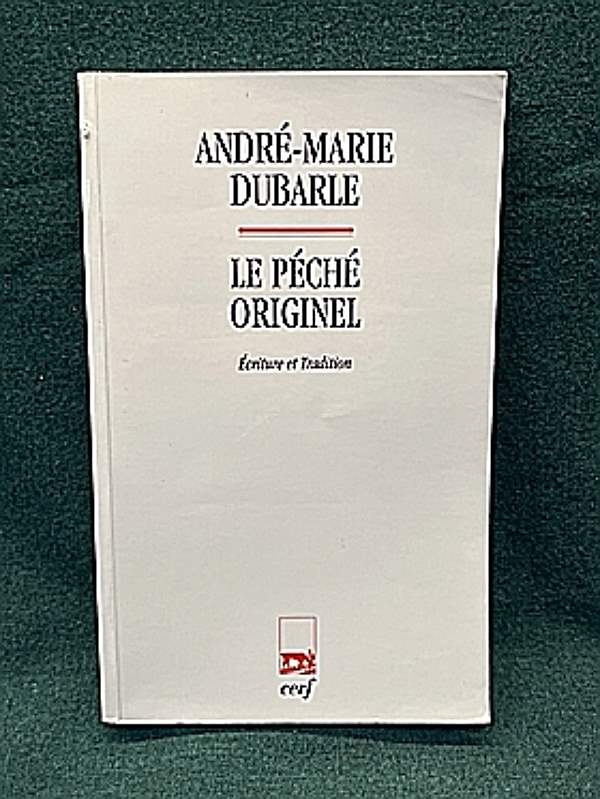 ANDRÉ-MARIE
DUBARLE
LE PÉCHÉ
ORIGINEL
Écriture et Tradition
cerf